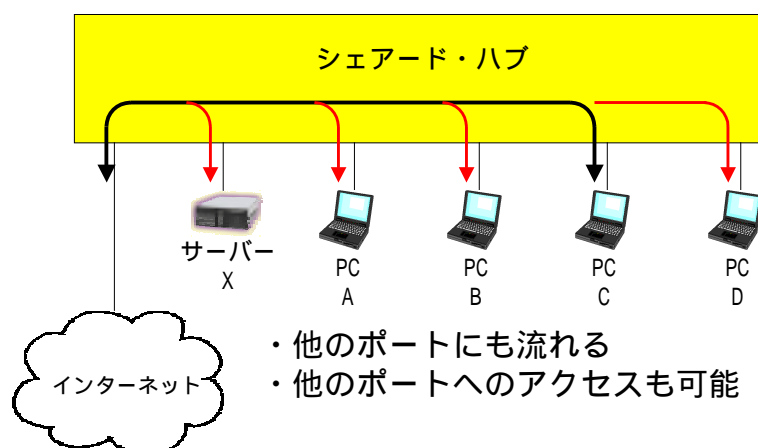 シェアード・ハブ
サーバー
X
PC
A
PC
B
PC
C
PC
D
インターネット
・他のポートにも流れる
・他のポートへのアクセスも可能